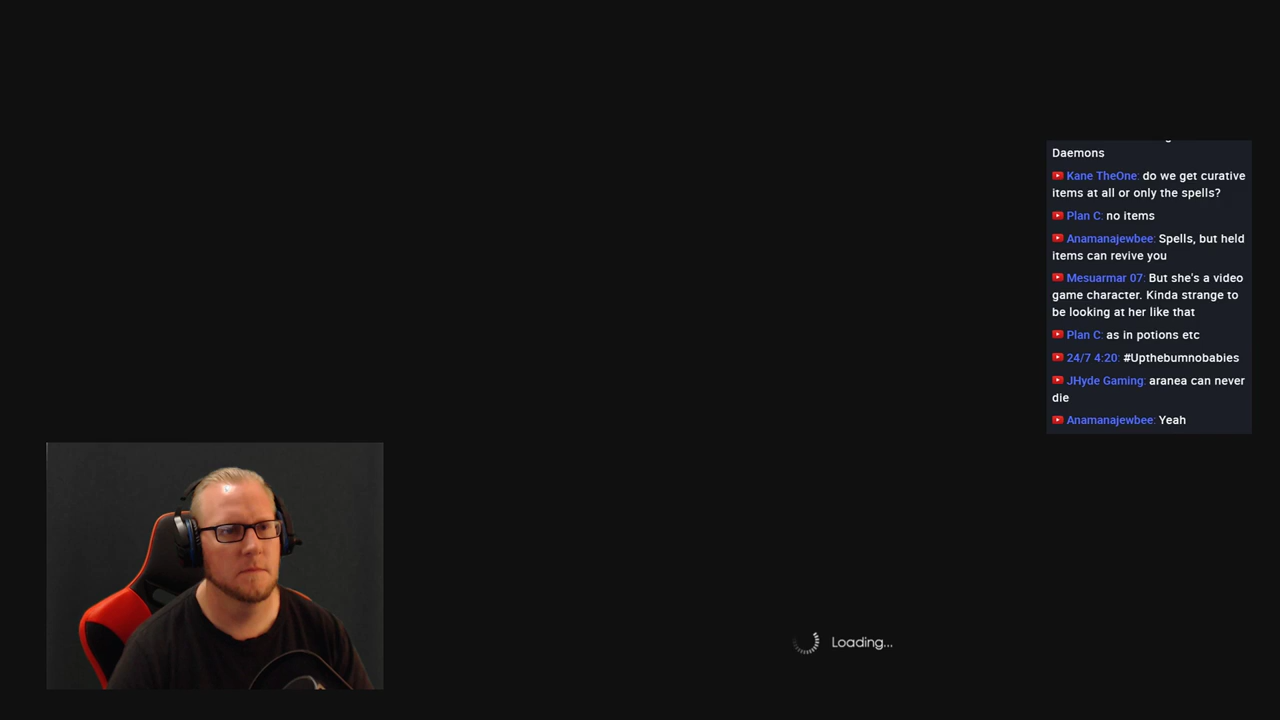 Daemons
Kane TheOne: do we get curative
items at all or only the spells?
Plan C: no items
Anamanajewbee: Spells, but held
items can revive you
Mesuarmar 07: But she's a video
game character. Kinda strange to
be looking at her like that
Plan C: as in potions etc
24/7 4:20: #Upthebumnobabies
JHyde Gaming: aranea can never
die
Anamanajewbee: Yeah
Loading...